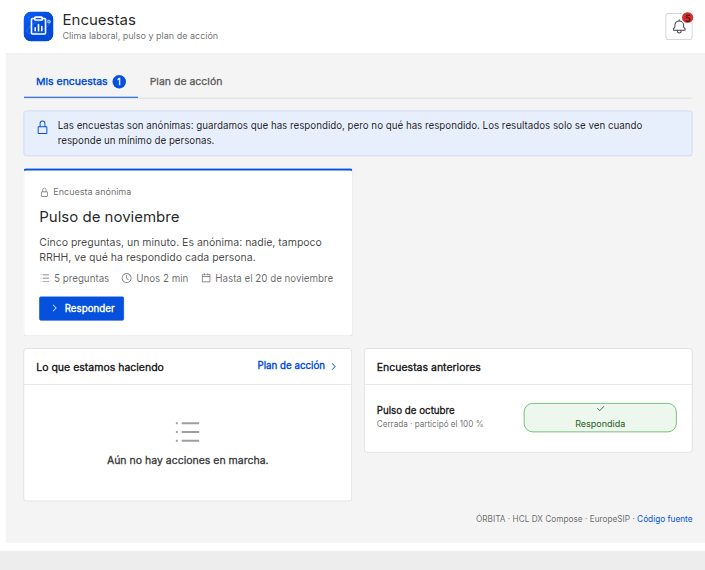 Encuestas
Clima laboral, pulso y plan de acción
5
Mis encuestas 1
Plan de acción
Las encuestas son anónimas: guardamos que has respondido, pero no qué has respondido. Los resultados solo se ven cuando
responde un mínimo de personas.
Encuesta anónima
Pulso de noviembre
Cinco preguntas, un minuto. Es anónima: nadie, tampoco
RRHH, ve qué ha respondido cada persona.
5 preguntas Unos 2 min Hasta el 20 de noviembre
Responder
Lo que estamos haciendo
Plan de acción
Aún no hay acciones en marcha.
Encuestas anteriores
Pulso de octubre
Cerrada · participó el 100 %
Respondida
ÓRBITA · HCL DX Compose · EuropeSIP · Código fuente